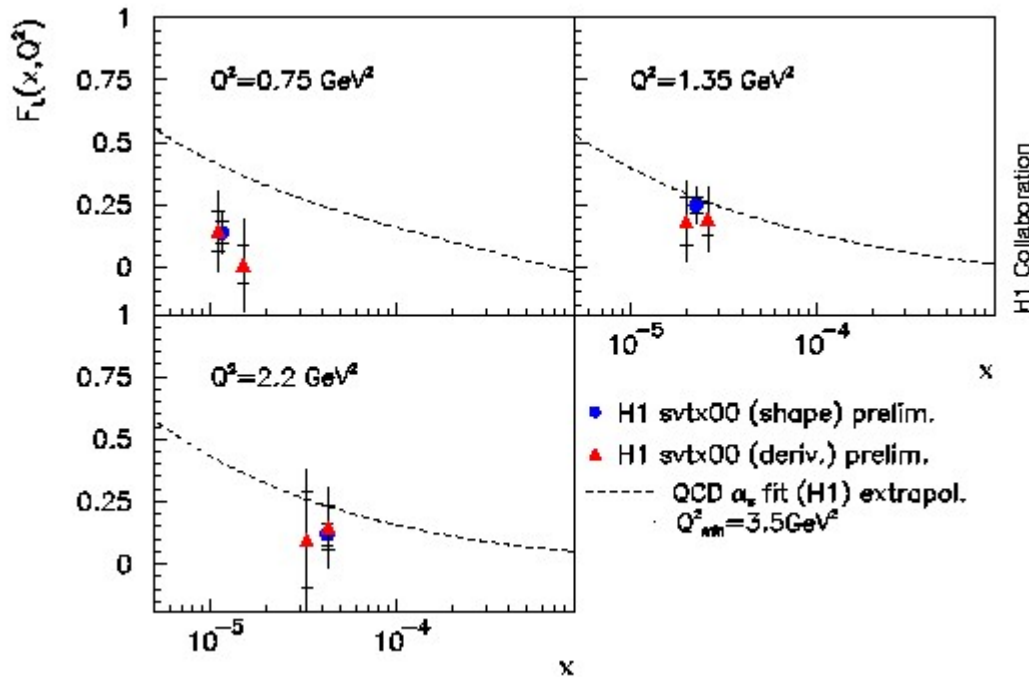 F_L(x,Q²)
1
0.75
0.5
0.25
0
Q²=0.75 GeV²
Q²=1.35 GeV²
10⁻⁵
10⁻⁴
x
H1 Collaboration
1
0.75
0.5
0.25
0
Q²=2.2 GeV²
10⁻⁵
10⁻⁴
x
H1 svtx00 (shape) prelim.
H1 svtx00 (deriv.) prelim.
QCD αₛ fit (H1) extrapol.
Q²_min=3.5GeV²